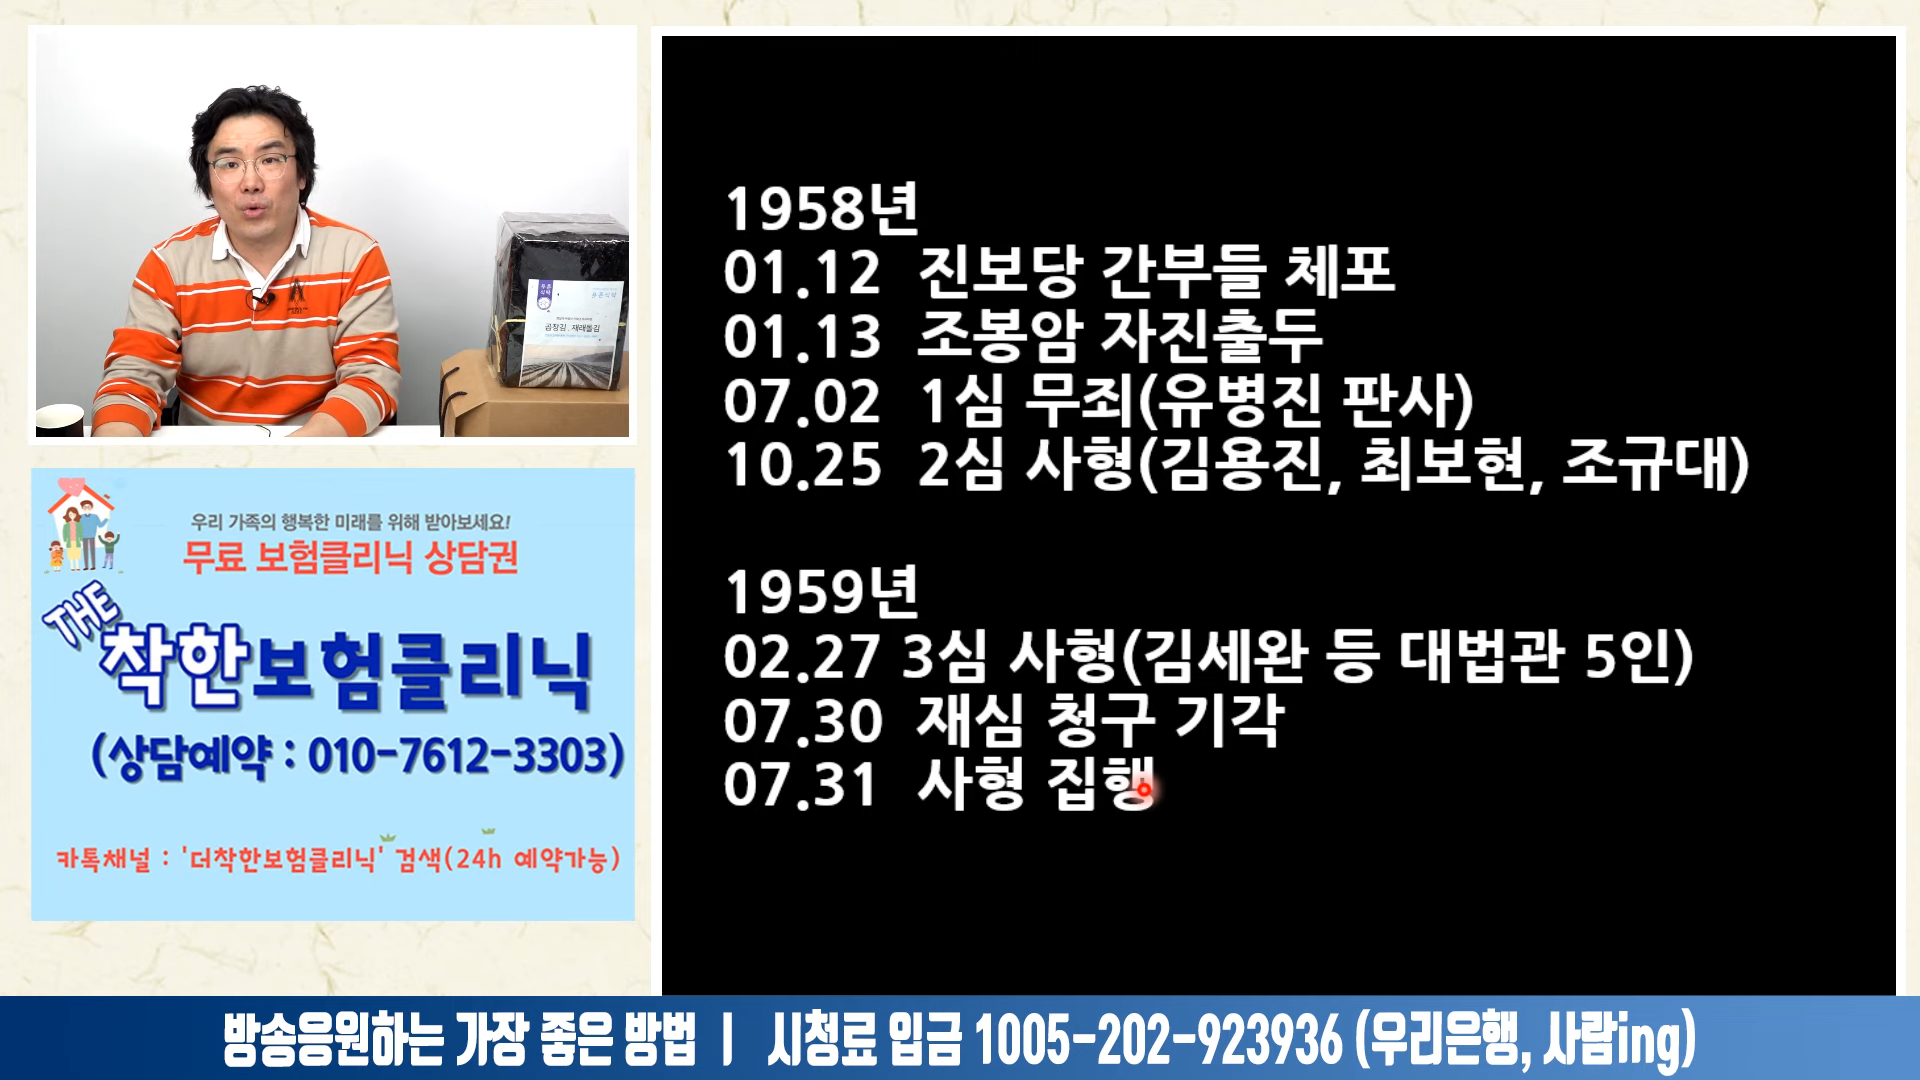 1958년
01.12 진보당 간부들 체포
01.13 조봉암 자진출두
07.02 1심 무죄(유병진 판사)
10.25 2심 사형(김용진, 최보현, 조규대)
1959년
02.27 3심 사형(김세완 등 대법관 5인)
07.30 재심 청구 기각
07.31 사형 집행
곱창김, 재래돌김
우리 가족의 행복한 미래를 위해 받아보세요!
무료 보험클리닉 상담권
THE
착한보험클리닉
(상담예약 : 010-7612-3303)
카톡채널 : '더착한보험클리닉' 검색(24h 예약가능)
방송응원하는 가장 좋은 방법 | 시청료 입금 1005-202-923936 (우리은행, 사람ing)